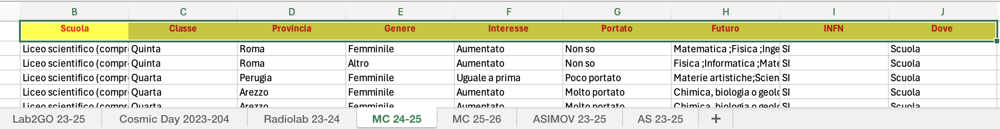 B C D E F G H I J
Scuola Classe Provincia Genere Interesse Portato Futuro INFN Dove
Liceo scientifico (compr Quinta Roma Femminile Aumentato Non so Matematica ;Fisica ;Inge SI Scuola
Liceo scientifico (compr Quinta Roma Altro Aumentato Non so Fisica ;Informatica ;Mate SI Scuola
Liceo scientifico (compr Quarta Perugia Femminile Uguale a prima Poco portato Materie artistiche;Scien SI Scuola
Liceo scientifico (compr Quarta Arezzo Femminile Aumentato Molto portato Chimica, biologia o geolo SI Scuola
Liceo scientifico (compr Quarta Arezzo Femminile Aumentato Molto portato Chimica, biologia o geolo SI Scuola
Lab2GO 23-25 Cosmic Day 2023-204 Radiolab 23-24 MC 24-25 MC 25-26 ASIMOV 23-25 AS 23-25 +